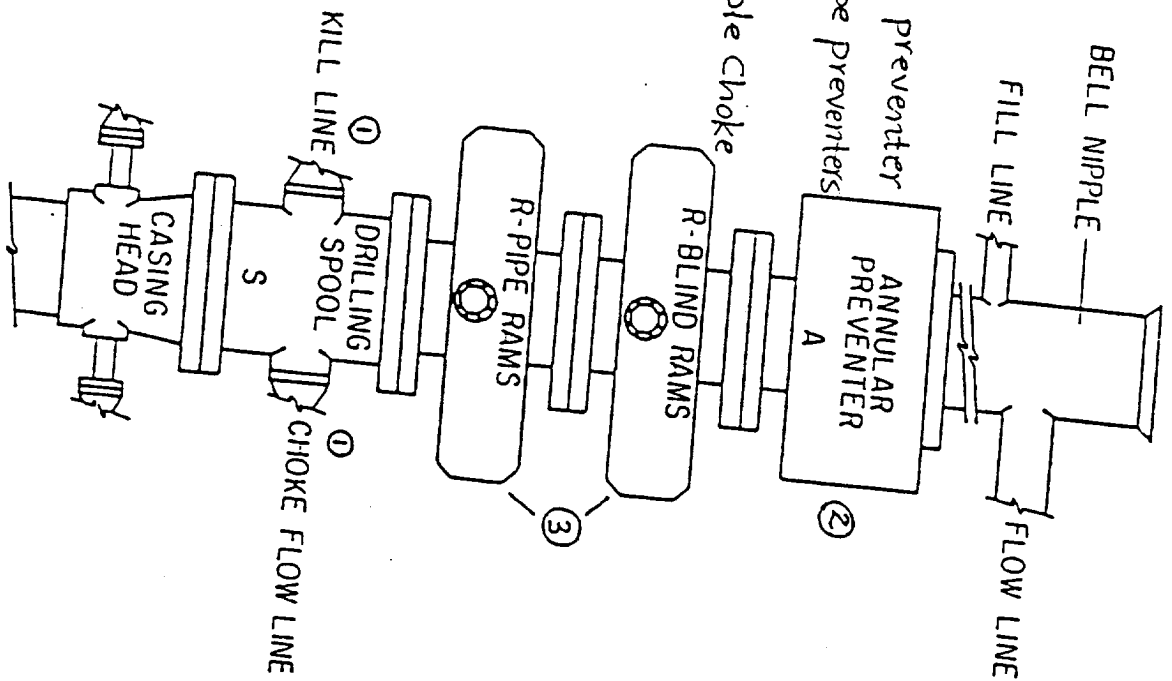 BELL NIPPLE
FILL LINE
FLOW LINE
preventer
preventers
Choke
ANNULAR
PREVENTER
A
②
R-BLIND RAMS
R-PIPE RAMS
③
①
KILL LINE
DRILLING
SPOOL
S
①
CHOKE FLOW LINE
CASING
HEAD